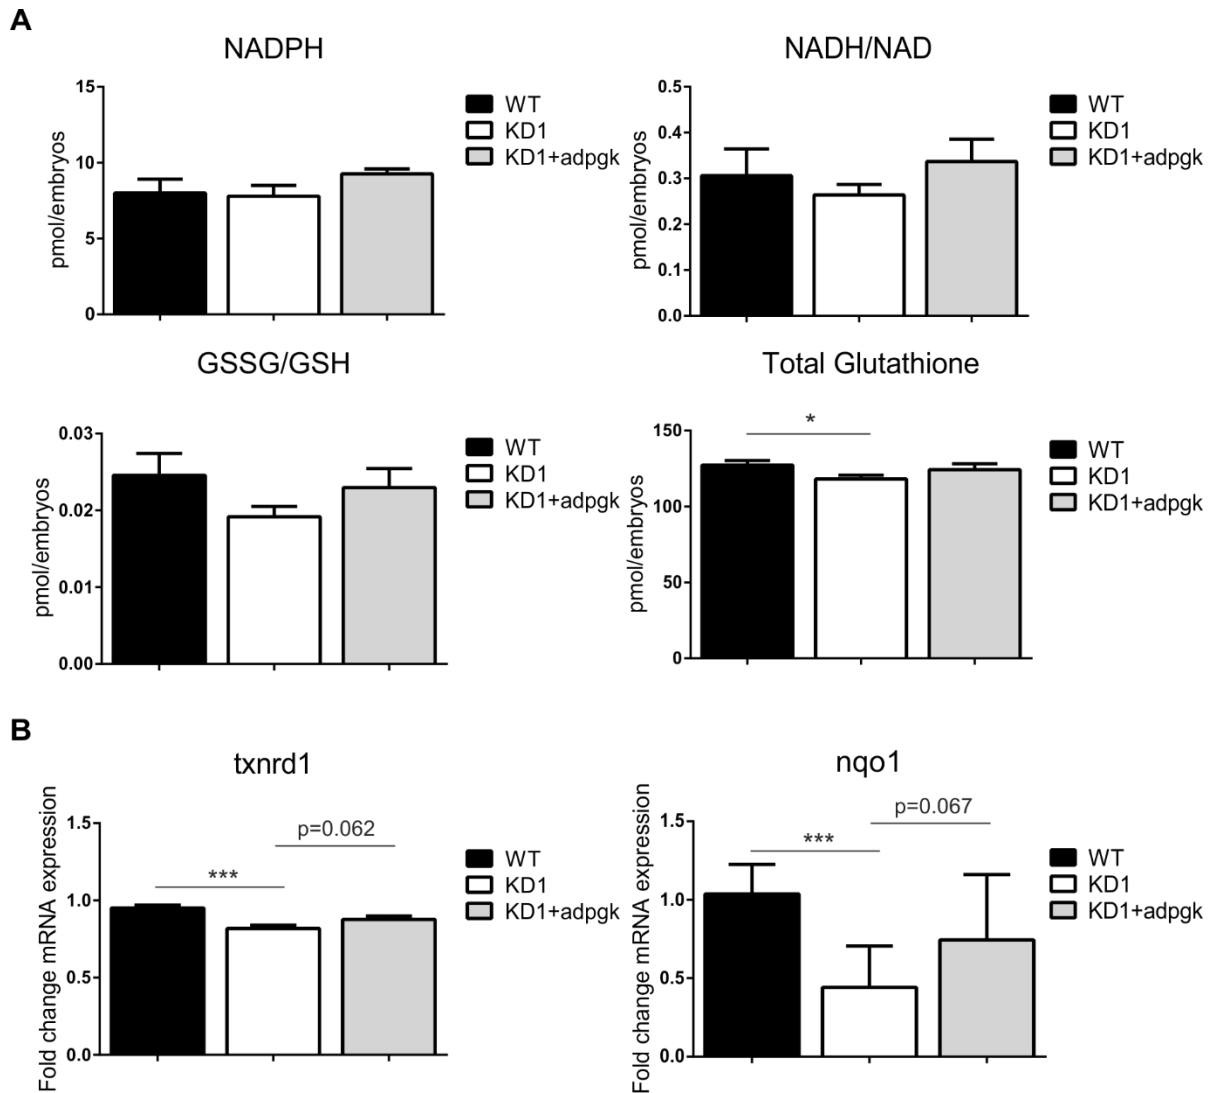 A
NADPH
15
10
5
0
pmol/embryos
WT
KD1
KD1+adpgk
NADH/NAD
0.5
0.4
0.3
0.2
0.1
0.0
pmol/embryos
WT
KD1
KD1+adpgk
GSSG/GSH
0.03
0.02
0.01
0.00
pmol/embryos
WT
KD1
KD1+adpgk
Total Glutathione
*
150
100
50
0
pmol/embryos
WT
KD1
KD1+adpgk
B
txnrd1
p=0.062
***
1.5
1.0
0.5
0.0
Fold change mRNA expression
WT
KD1
KD1+adpgk
nqo1
p=0.067
***
1.5
1.0
0.5
0.0
Fold change mRNA expression
WT
KD1
KD1+adpgk